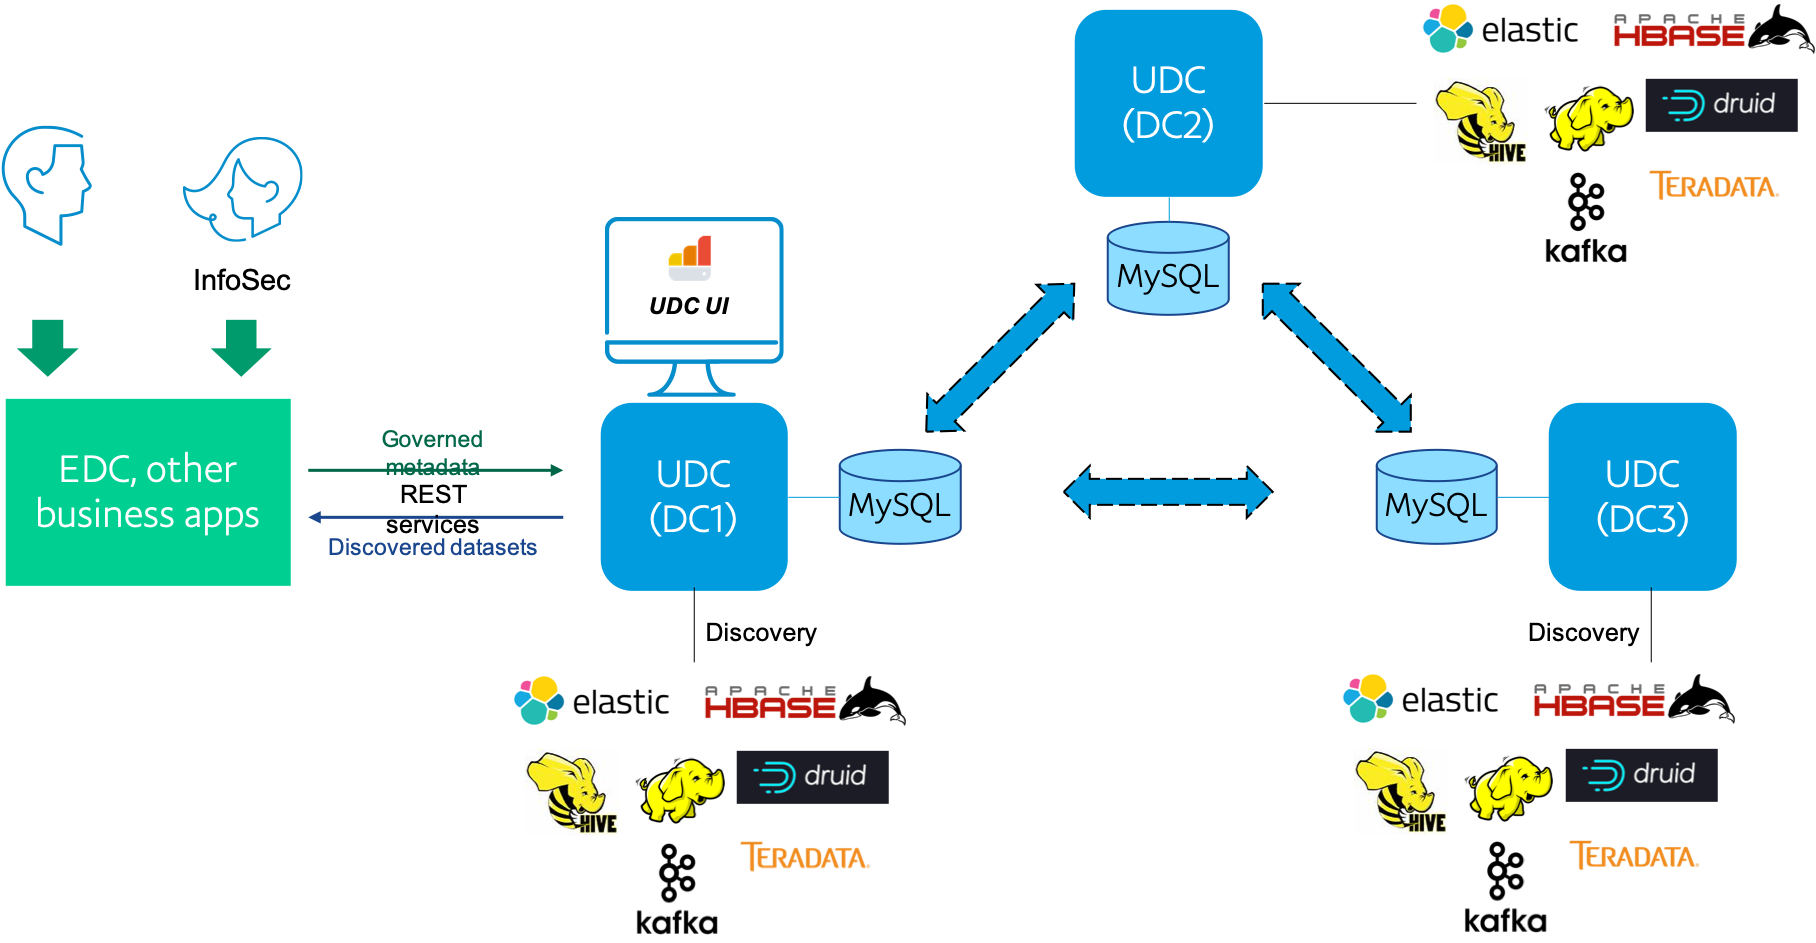 elastic
APACHE
HBASE
UDC
(DC2)
druid
HIVE
TERADATA
kafka
MySQL
InfoSec
UDC UI
EDC, other
business apps
Governed
metadata
REST
services
Discovered datasets
UDC
(DC1)
MySQL
MySQL
UDC
(DC3)
Discovery
Discovery
elastic
APACHE
HBASE
druid
HIVE
TERADATA
kafka
elastic
APACHE
HBASE
druid
HIVE
TERADATA
kafka